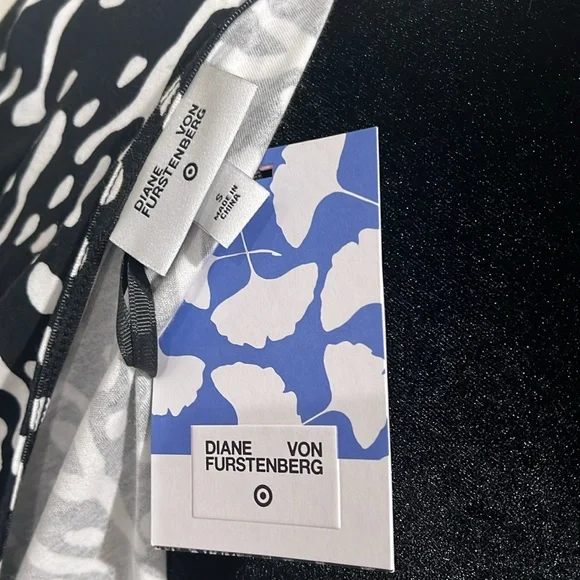 DIANE VON
FURSTENBERG
S
MADE IN
CHINA
DIANE VON
FURSTENBERG